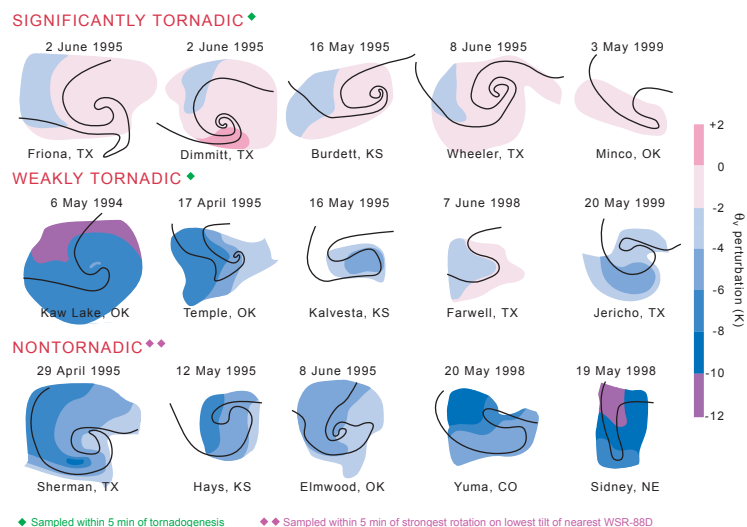 SIGNIFICANTLY TORNADIC ◆
2 June 1995 2 June 1995 16 May 1995 8 June 1995 3 May 1999
Friona, TX Dimmitt, TX Burdett, KS Wheeler, TX Minco, OK
WEAKLY TORNADIC ◆
6 May 1994 17 April 1995 16 May 1995 7 June 1998 20 May 1999
Kaw Lake, OK Temple, OK Kalvesta, KS Farwell, TX Jericho, TX
NONTORNADIC ◆◆
29 April 1995 12 May 1995 8 June 1995 20 May 1998 19 May 1998
Sherman, TX Hays, KS Elmwood, OK Yuma, CO Sidney, NE
+2
0
-2
-4
-6
-8
-10
-12
θv perturbation (K)
◆ Sampled within 5 min of tornadogenesis ◆◆ Sampled within 5 min of strongest rotation on lowest tilt of nearest WSR-88D